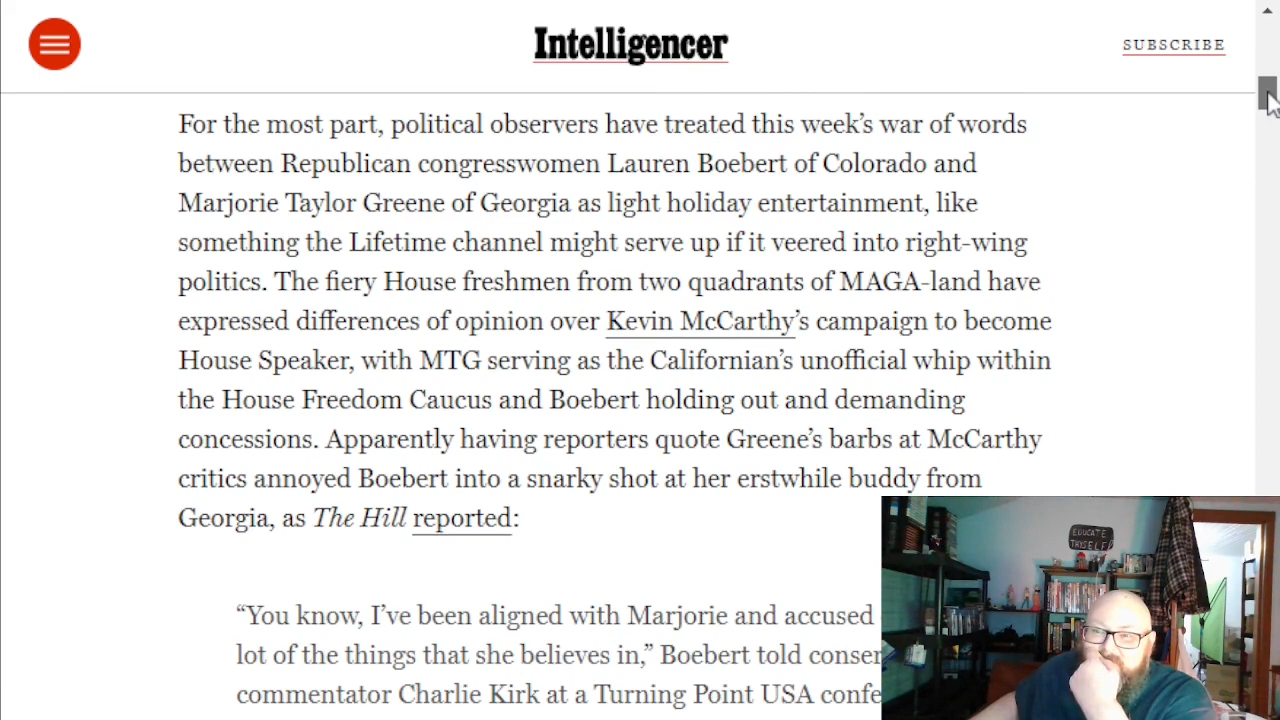 Intelligencer
SUBSCRIBE
For the most part, political observers have treated this week’s war of words
between Republican congresswomen Lauren Boebert of Colorado and
Marjorie Taylor Greene of Georgia as light holiday entertainment, like
something the Lifetime channel might serve up if it veered into right-wing
politics. The fiery House freshmen from two quadrants of MAGA-land have
expressed differences of opinion over Kevin McCarthy’s campaign to become
House Speaker, with MTG serving as the Californian’s unofficial whip within
the House Freedom Caucus and Boebert holding out and demanding
concessions. Apparently having reporters quote Greene’s barbs at McCarthy
critics annoyed Boebert into a snarky shot at her erstwhile buddy from
Georgia, as The Hill reported:
“You know, I’ve been aligned with Marjorie and accused
lot of the things that she believes in,” Boebert told conser
commentator Charlie Kirk at a Turning Point USA confe
EDUCATE
THYSELF